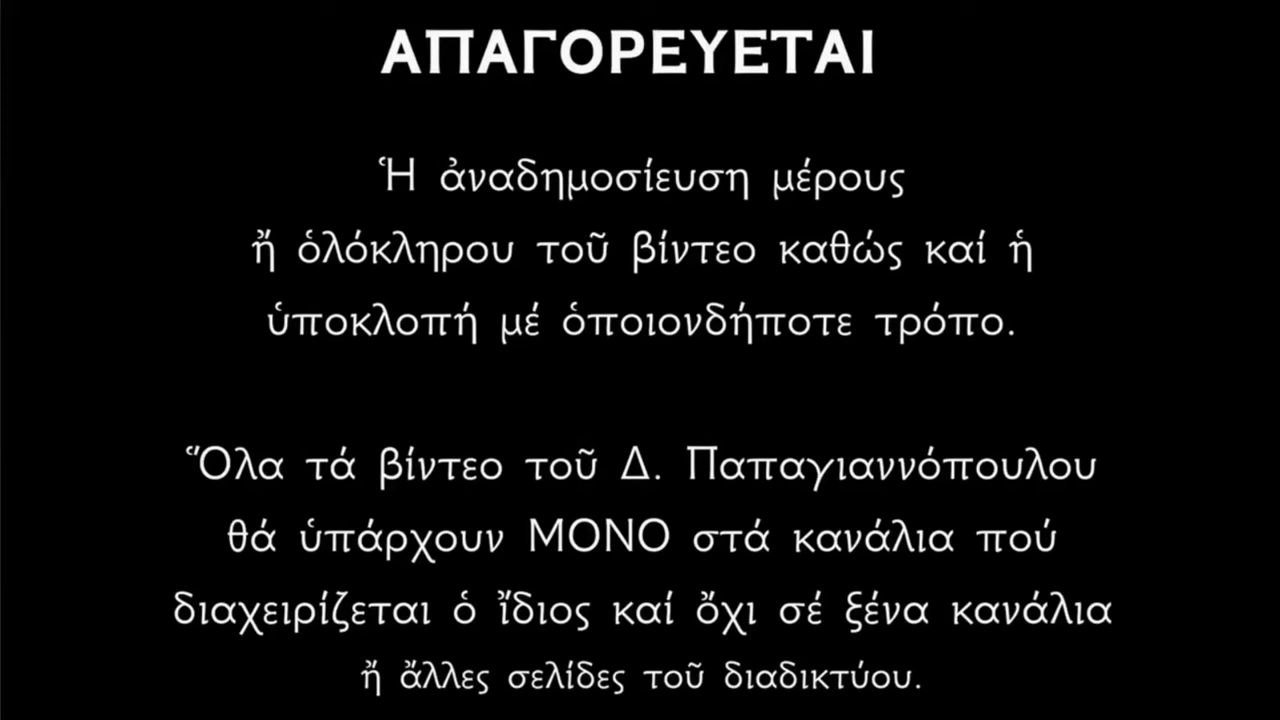 ΑΠΑΓΟΡΕΥΕΤΑΙ
Ἡ ἀναδημοσίευση μέρους
ἤ ὁλόκληρου τοῦ βίντεο καθώς καί ἡ
ὑποκλοπή μέ ὁποιονδήποτε τρόπο.
Ὅλα τά βίντεο τοῦ Δ. Παπαγιαννόπουλου
θά ὑπάρχουν ΜΟΝΟ στά κανάλια πού
διαχειρίζεται ὁ ἴδιος καί ὄχι σέ ξένα κανάλια
ἤ ἄλλες σελίδες τοῦ διαδικτύου.